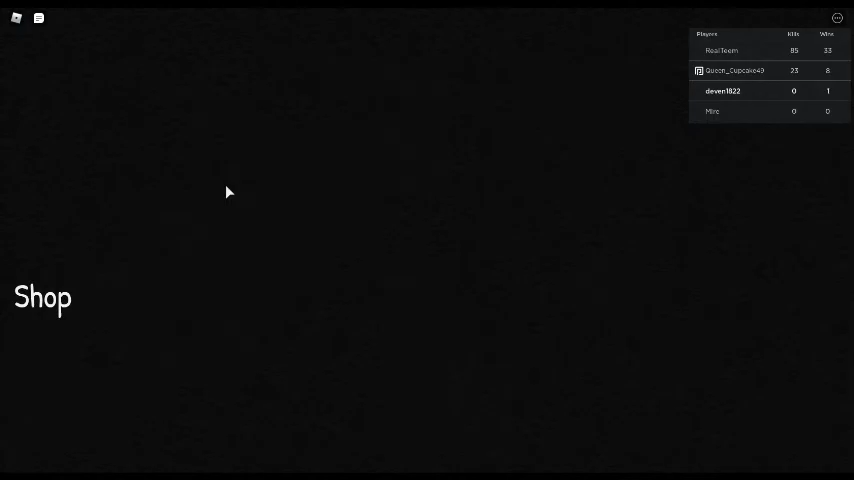 Players Kills Wins
RealTeem 85 33
Queen_Cupcake49 23 8
deven1822 0 1
Mire 0 0
Shop